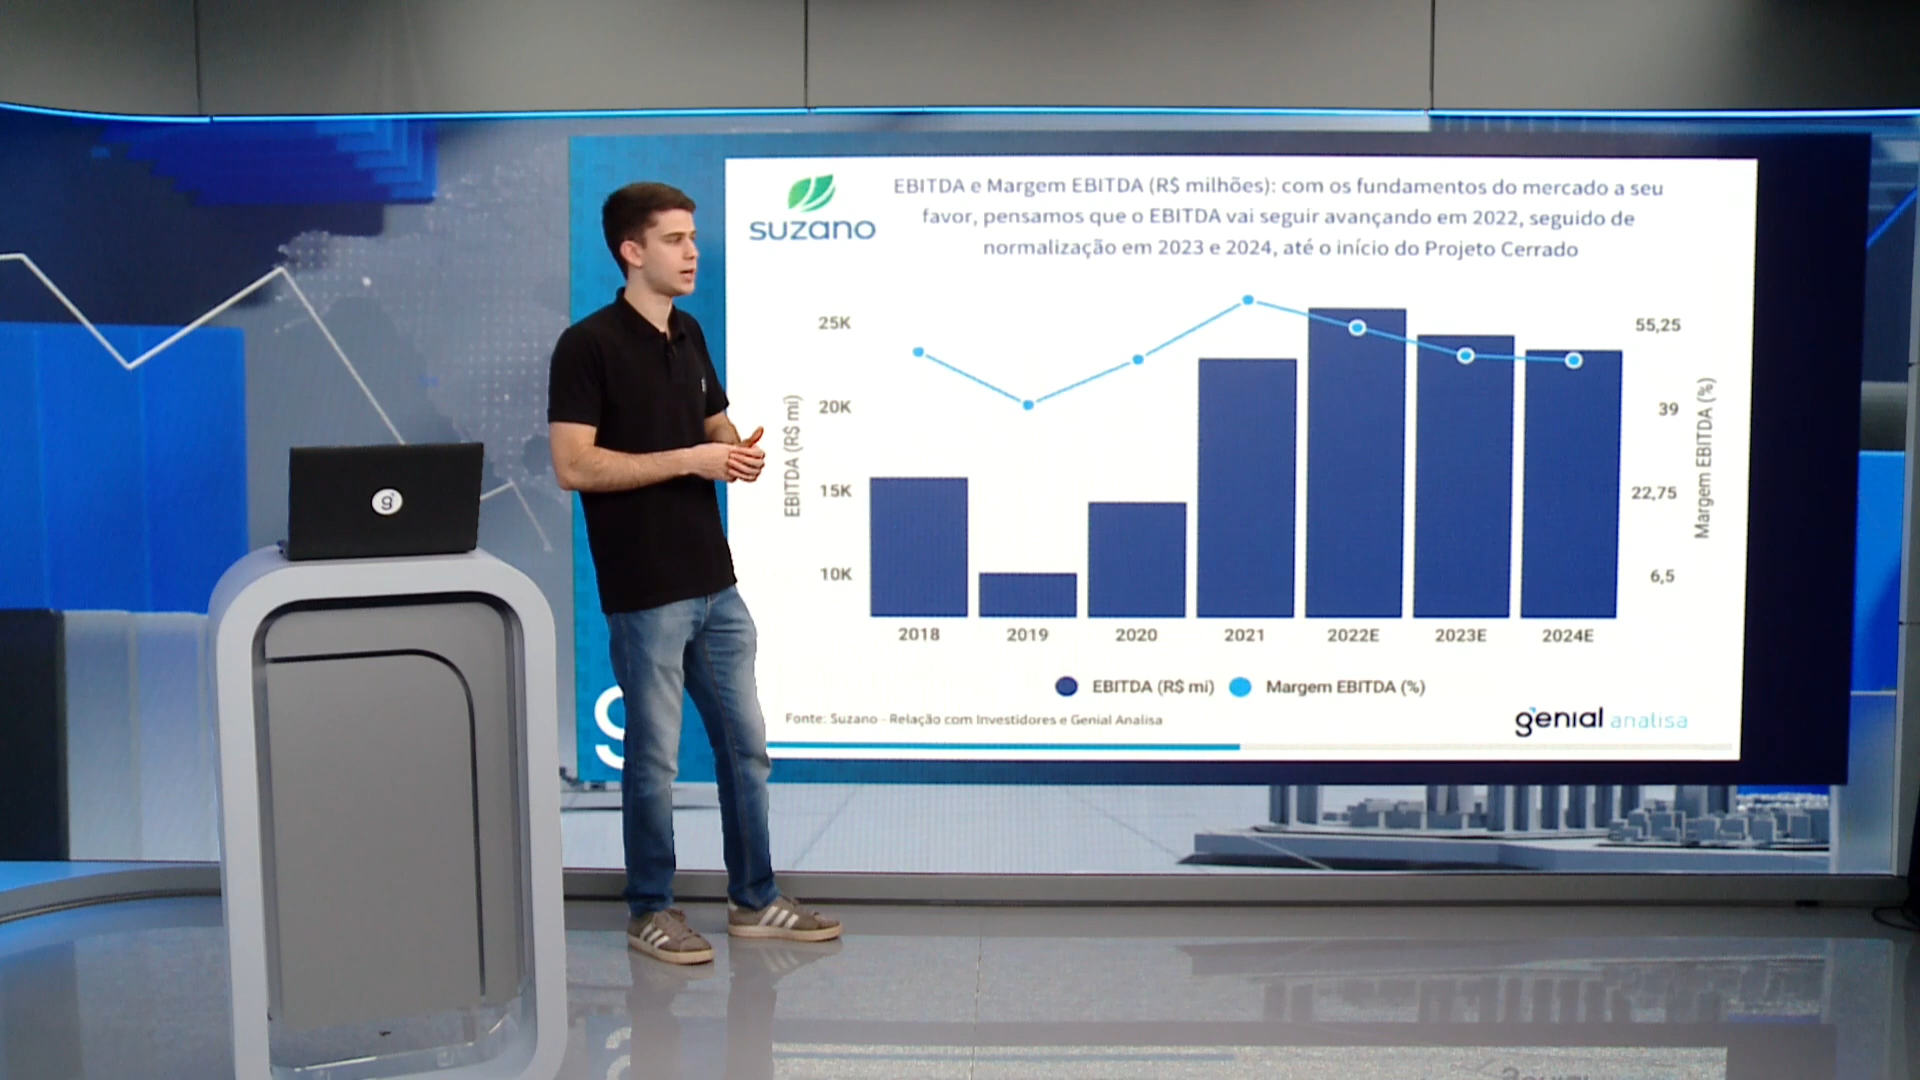 suzano
EBITDA e Margem EBITDA (R$ milhões): com os fundamentos do mercado a seu
favor, pensamos que o EBITDA vai seguir avançando em 2022, seguido de
normalização em 2023 e 2024, até o início do Projeto Cerrado
EBITDA (R$ mi)
25K
20K
15K
10K
55,25
39
22,75
6,5
Margem EBITDA (%)
2018 2019 2020 2021 2022E 2023E 2024E
EBITDA (R$ mi) Margem EBITDA (%)
Fonte: Suzano - Relação com Investidores e Genial Analisa
genial analisa
g
g